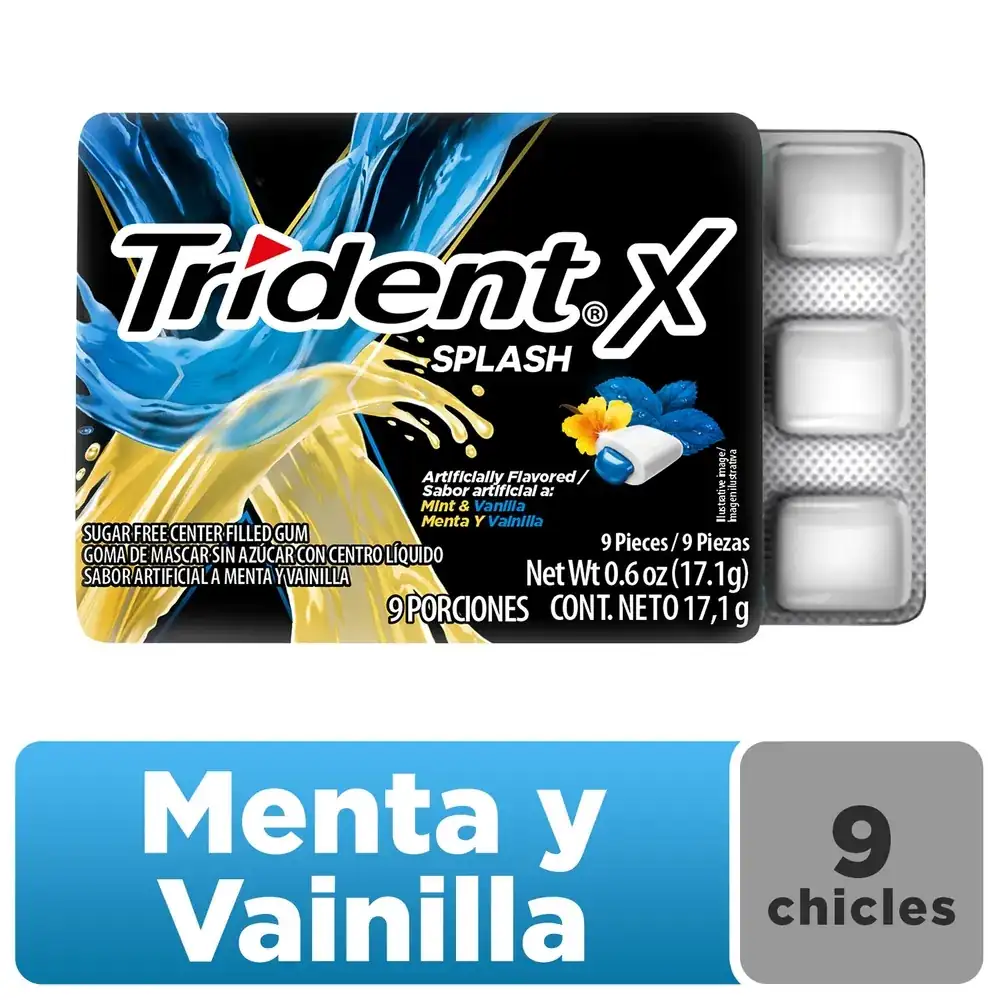 Trident® X
SPLASH
Artificially Flavored /
Sabor artificial a:
Mint & Vanilla
Menta Y Vainilla
Illustrative image/
Imagen ilustrativa
SUGAR FREE CENTER FILLED GUM
GOMA DE MASCAR SIN AZÚCAR CON CENTRO LÍQUIDO
SABOR ARTIFICIAL A MENTA Y VAINILLA
9 Pieces / 9 Piezas
Net Wt 0.6 oz (17.1g)
9 PORCIONES CONT. NETO 17,1 g
Menta y
Vainilla
9
chicles